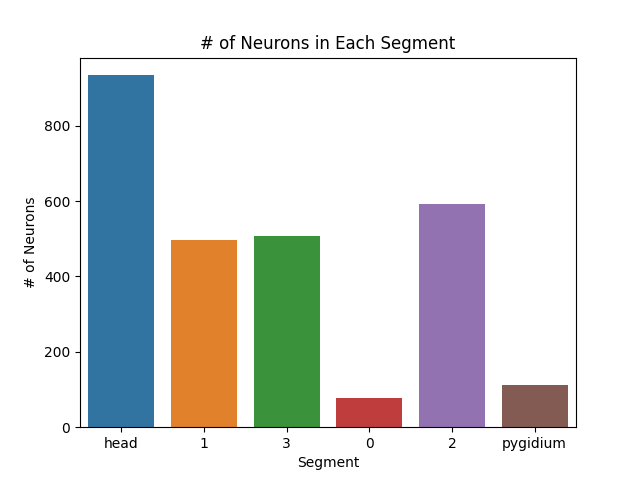 # of Neurons in Each Segment
# of Neurons
800
600
400
200
0
head 1 3 0 2 pygidium
Segment